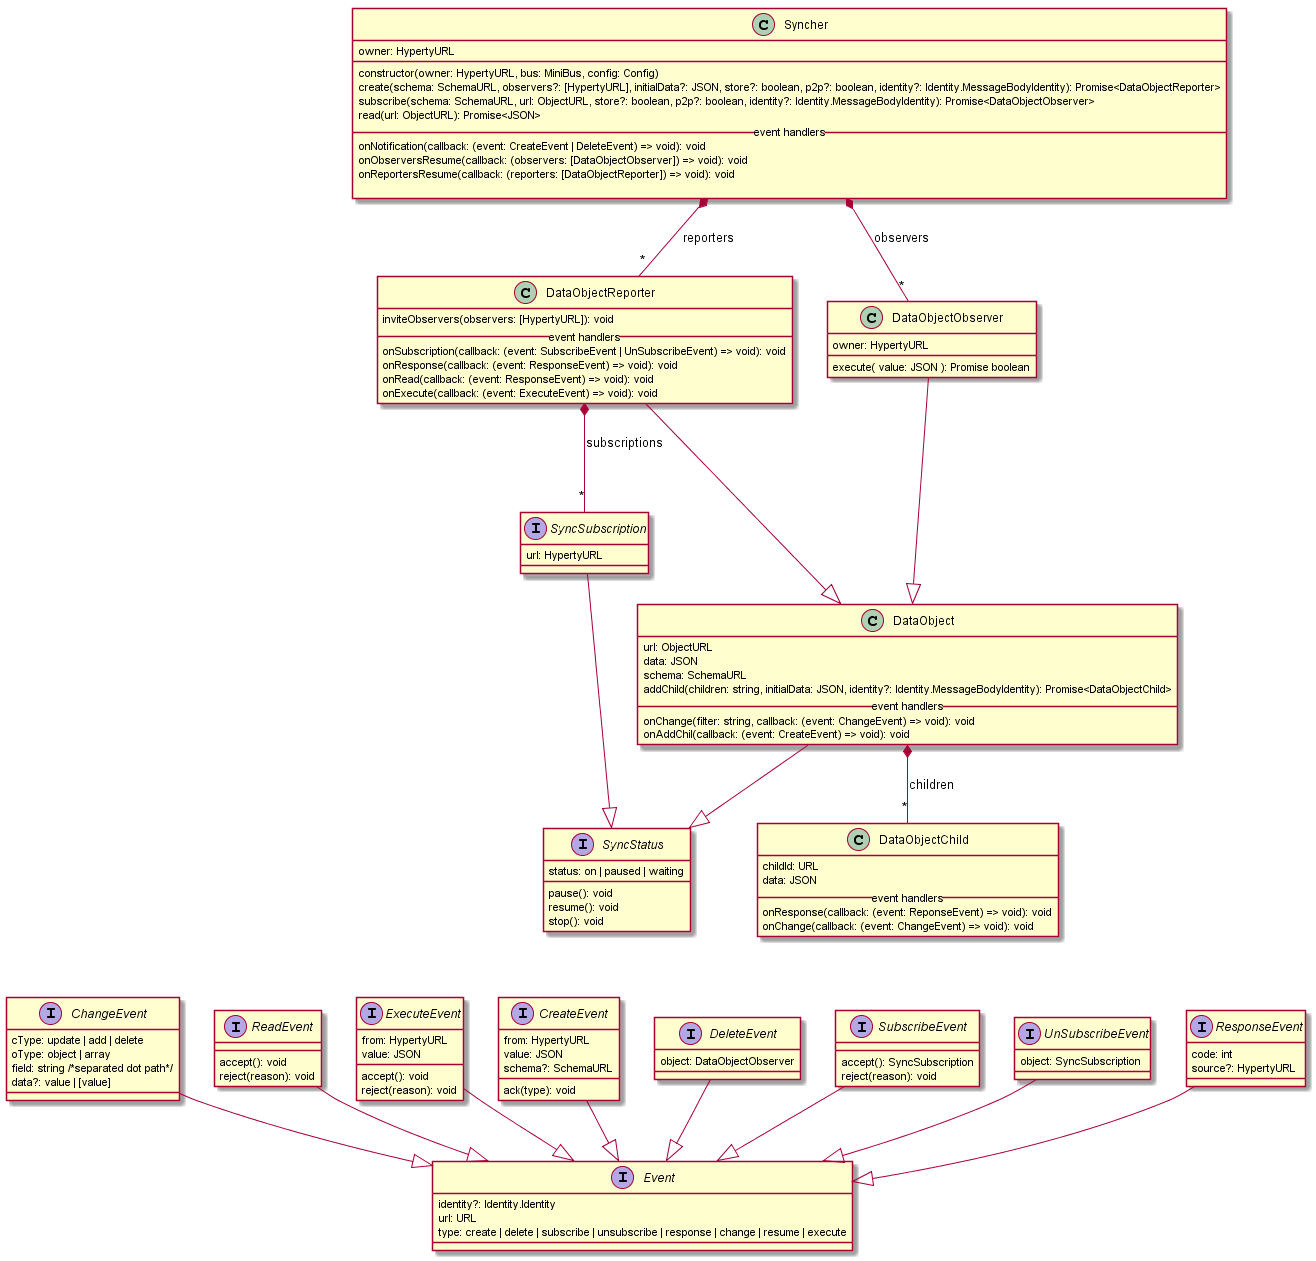 C Syncher
owner: HypertyURL
constructor(owner: HypertyURL, bus: MiniBus, config: Config)
create(schema: SchemaURL, observers?: [HypertyURL], initialData?: JSON, store?: boolean, p2p?: boolean, identity?: Identity.MessageBodyIdentity): Promise<DataObjectReporter>
subscribe(schema: SchemaURL, url: ObjectURL, store?: boolean, p2p?: boolean, identity?: Identity.MessageBodyIdentity): Promise<DataObjectObserver>
read(url: ObjectURL): Promise<JSON>
event handlers
onNotification(callback: (event: CreateEvent | DeleteEvent) => void): void
onObserversResume(callback: (observers: [DataObjectObserver]) => void): void
onReportersResume(callback: (reporters: [DataObjectReporter]) => void): void
reporters
*
observers
*
C DataObjectReporter
inviteObservers(observers: [HypertyURL]): void
event handlers
onSubscription(callback: (event: SubscribeEvent | UnSubscribeEvent) => void): void
onResponse(callback: (event: ResponseEvent) => void): void
onRead(callback: (event: ResponseEvent) => void): void
onExecute(callback: (event: ExecuteEvent) => void): void
C DataObjectObserver
owner: HypertyURL
execute( value: JSON ): Promise boolean
subscriptions
*
I SyncSubscription
url: HypertyURL
C DataObject
url: ObjectURL
data: JSON
schema: SchemaURL
addChild(children: string, initialData: JSON, identity?: Identity.MessageBodyIdentity): Promise<DataObjectChild>
event handlers
onChange(filter: string, callback: (event: ChangeEvent) => void): void
onAddChil(callback: (event: CreateEvent) => void): void
children
*
I SyncStatus
status: on | paused | waiting
pause(): void
resume(): void
stop(): void
C DataObjectChild
childId: URL
data: JSON
event handlers
onResponse(callback: (event: ReponseEvent) => void): void
onChange(callback: (event: ChangeEvent) => void): void
I ChangeEvent
cType: update | add | delete
oType: object | array
field: string /*separated dot path*/
data?: value | [value]
I ReadEvent
accept(): void
reject(reason): void
I ExecuteEvent
from: HypertyURL
value: JSON
accept(): void
reject(reason): void
I CreateEvent
from: HypertyURL
value: JSON
schema?: SchemaURL
ack(type): void
I DeleteEvent
object: DataObjectObserver
I SubscribeEvent
accept(): SyncSubscription
reject(reason): void
I UnSubscribeEvent
object: SyncSubscription
I ResponseEvent
code: int
source?: HypertyURL
I Event
identity?: Identity.Identity
url: URL
type: create | delete | subscribe | unsubscribe | response | change | resume | execute